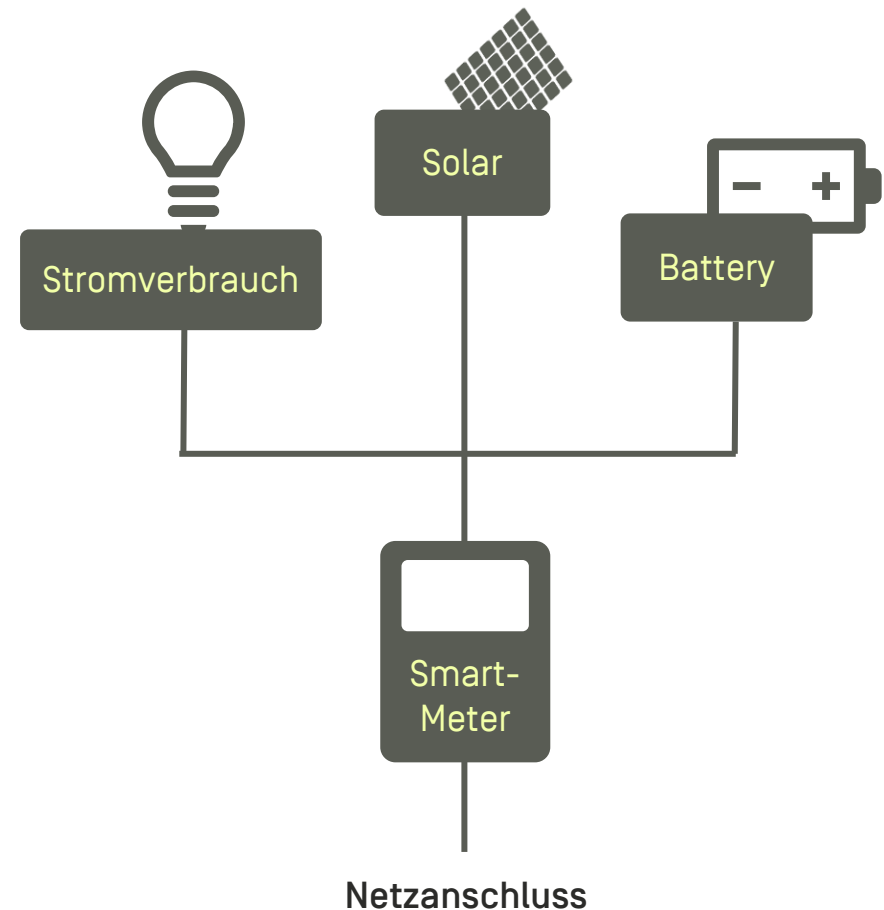 Solar
Stromverbrauch
Battery
- +
Smart-
Meter
Netzanschluss